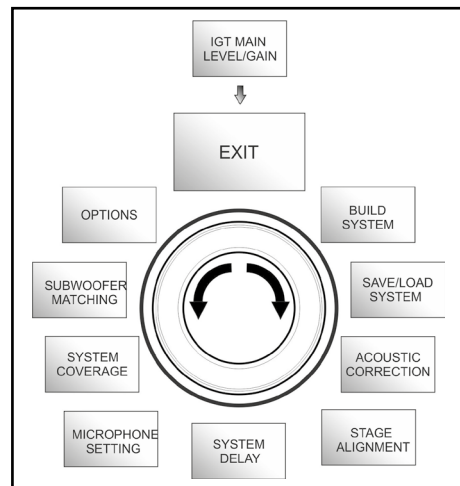 IGT MAIN
LEVEL/GAIN
EXIT
OPTIONS
BUILD
SYSTEM
SUBWOOFER
MATCHING
SAVE/LOAD
SYSTEM
SYSTEM
COVERAGE
ACOUSTIC
CORRECTION
MICROPHONE
SETTING
SYSTEM
DELAY
STAGE
ALIGNMENT